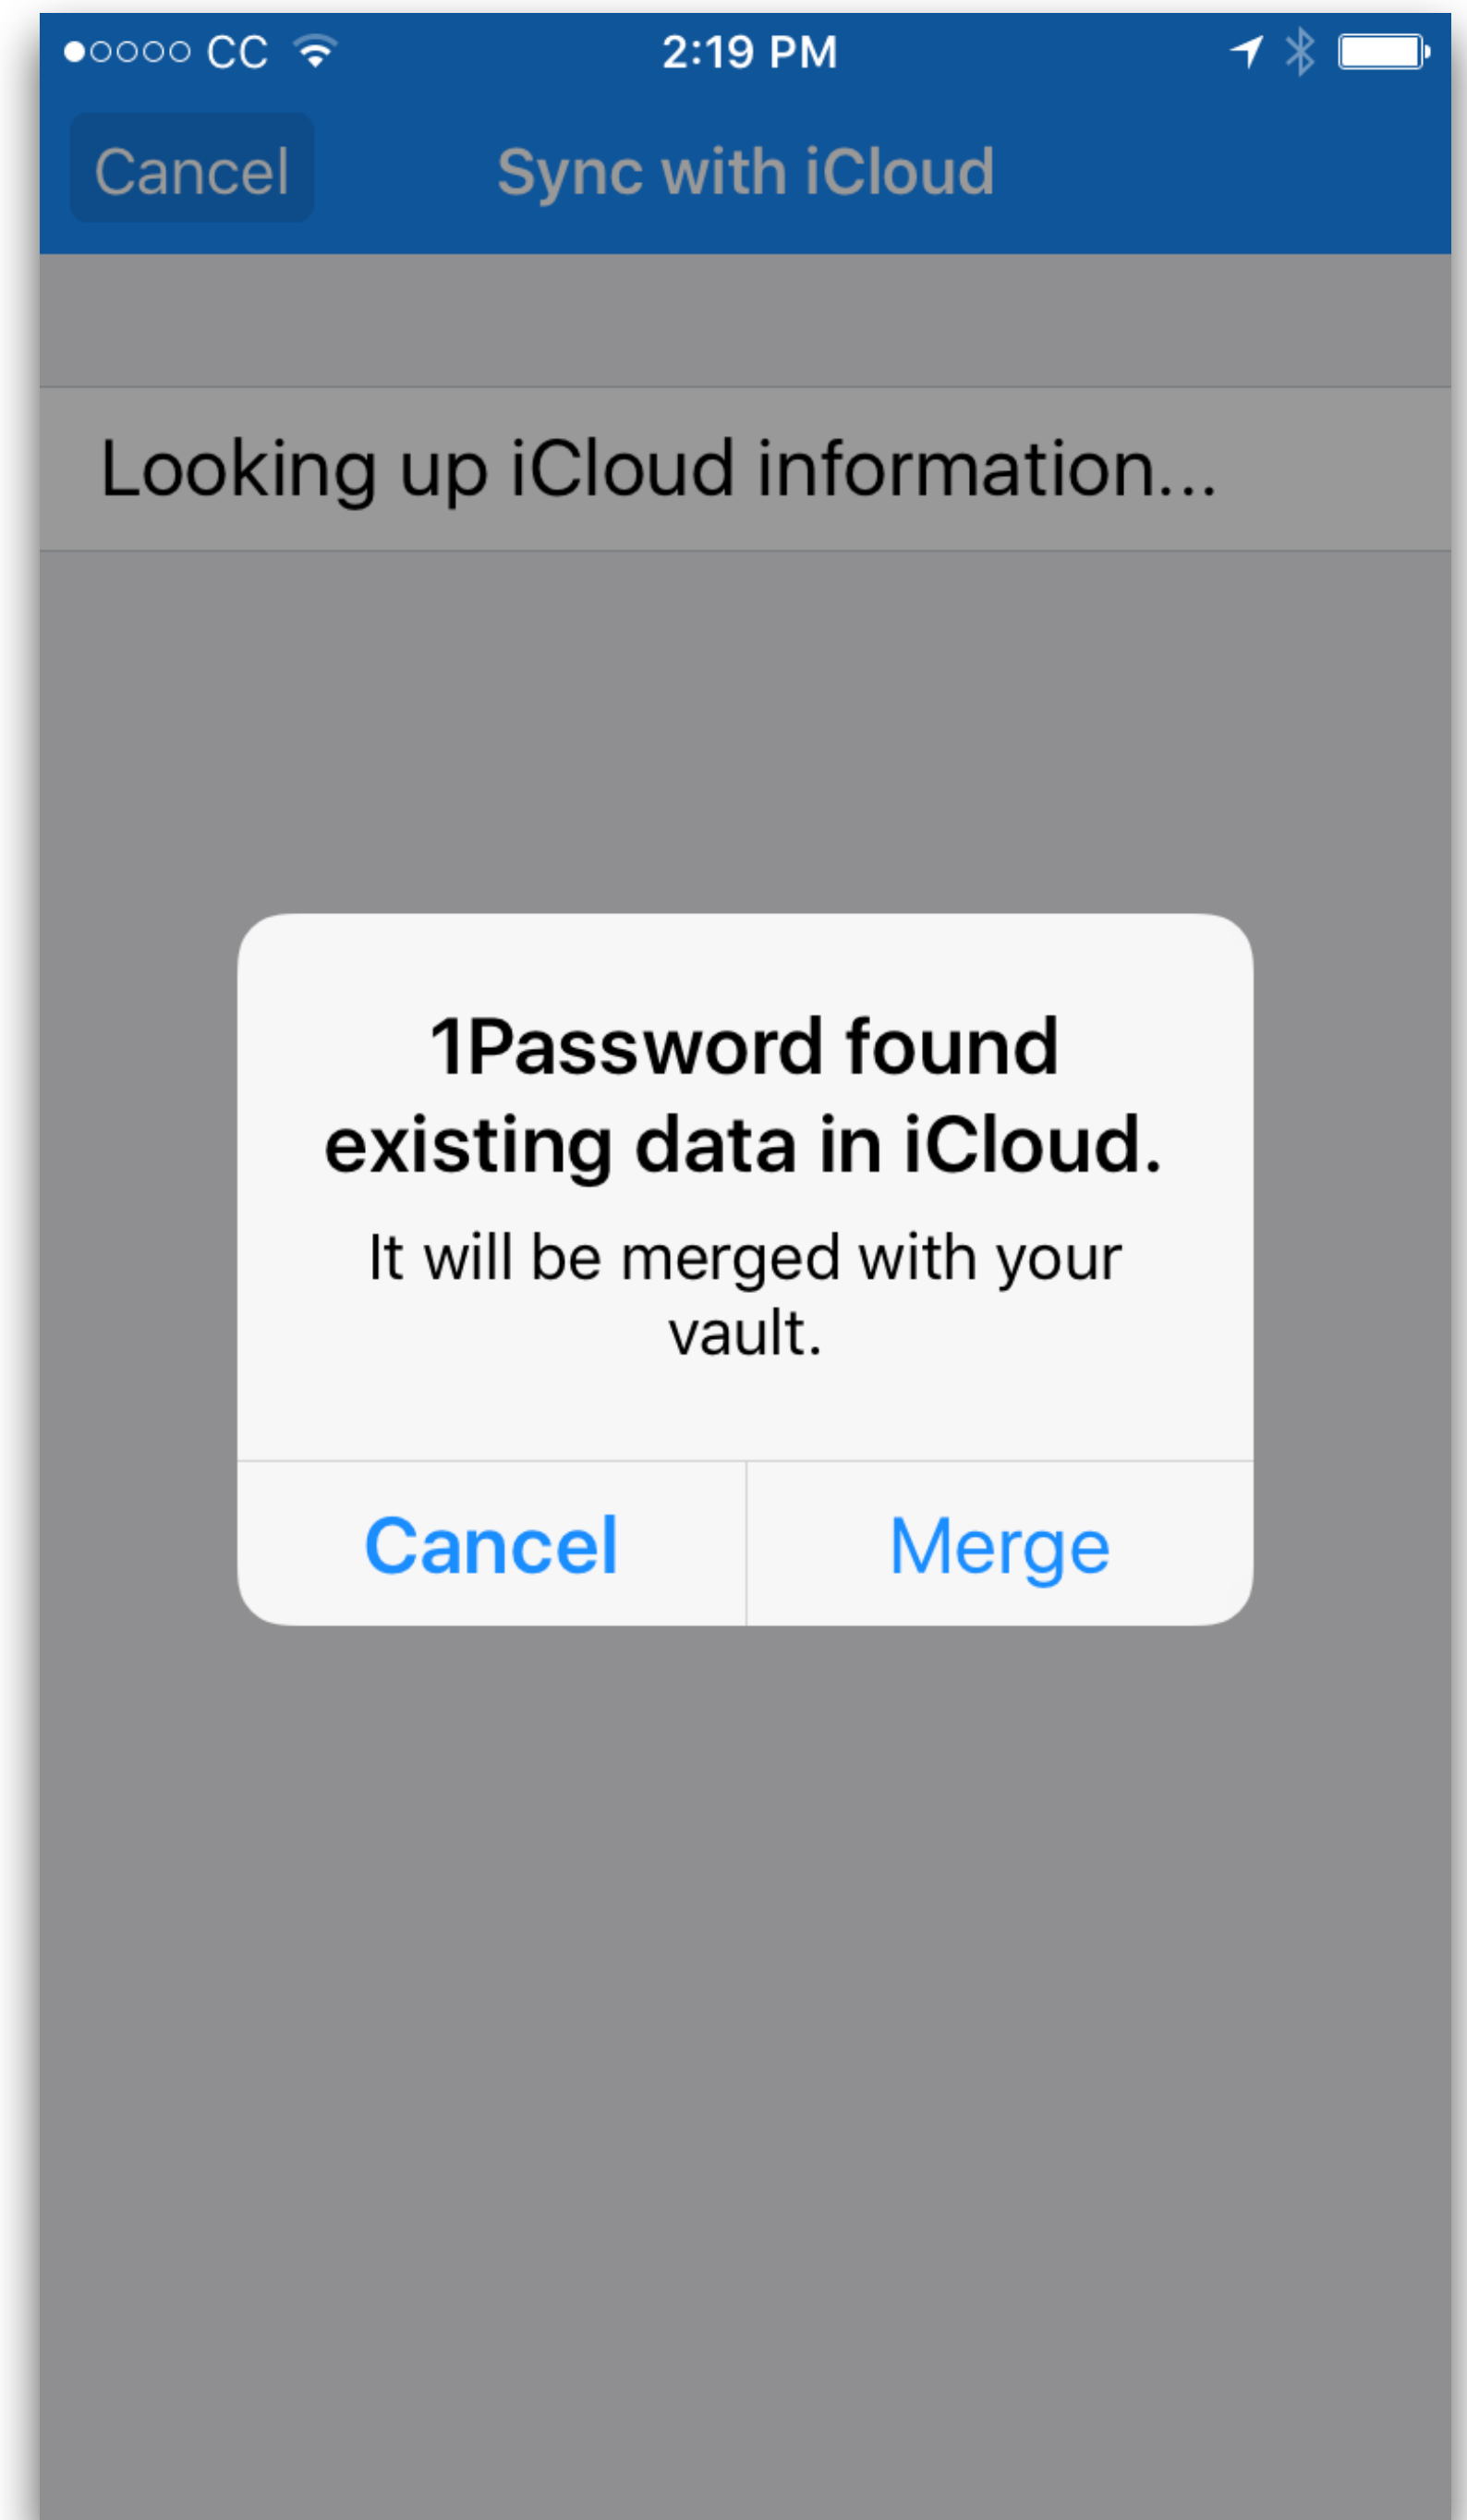 CC 2:19 PM
Cancel Sync with iCloud
Looking up iCloud information...
1Password found
existing data in iCloud.
It will be merged with your
vault.
Cancel Merge